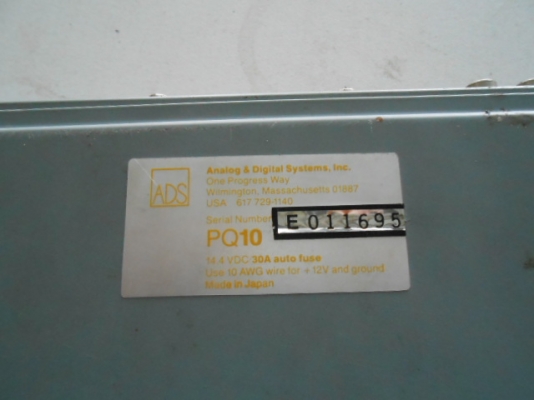 ADS
Analog & Digital Systems, Inc.
One Progress Way
Wilmington, Massachusetts 01887
USA 617 729-1140
Serial Number E 011695
PQ10
14.4 VDC 30A auto fuse
Use 10 AWG wire for +12V and ground
Made in Japan